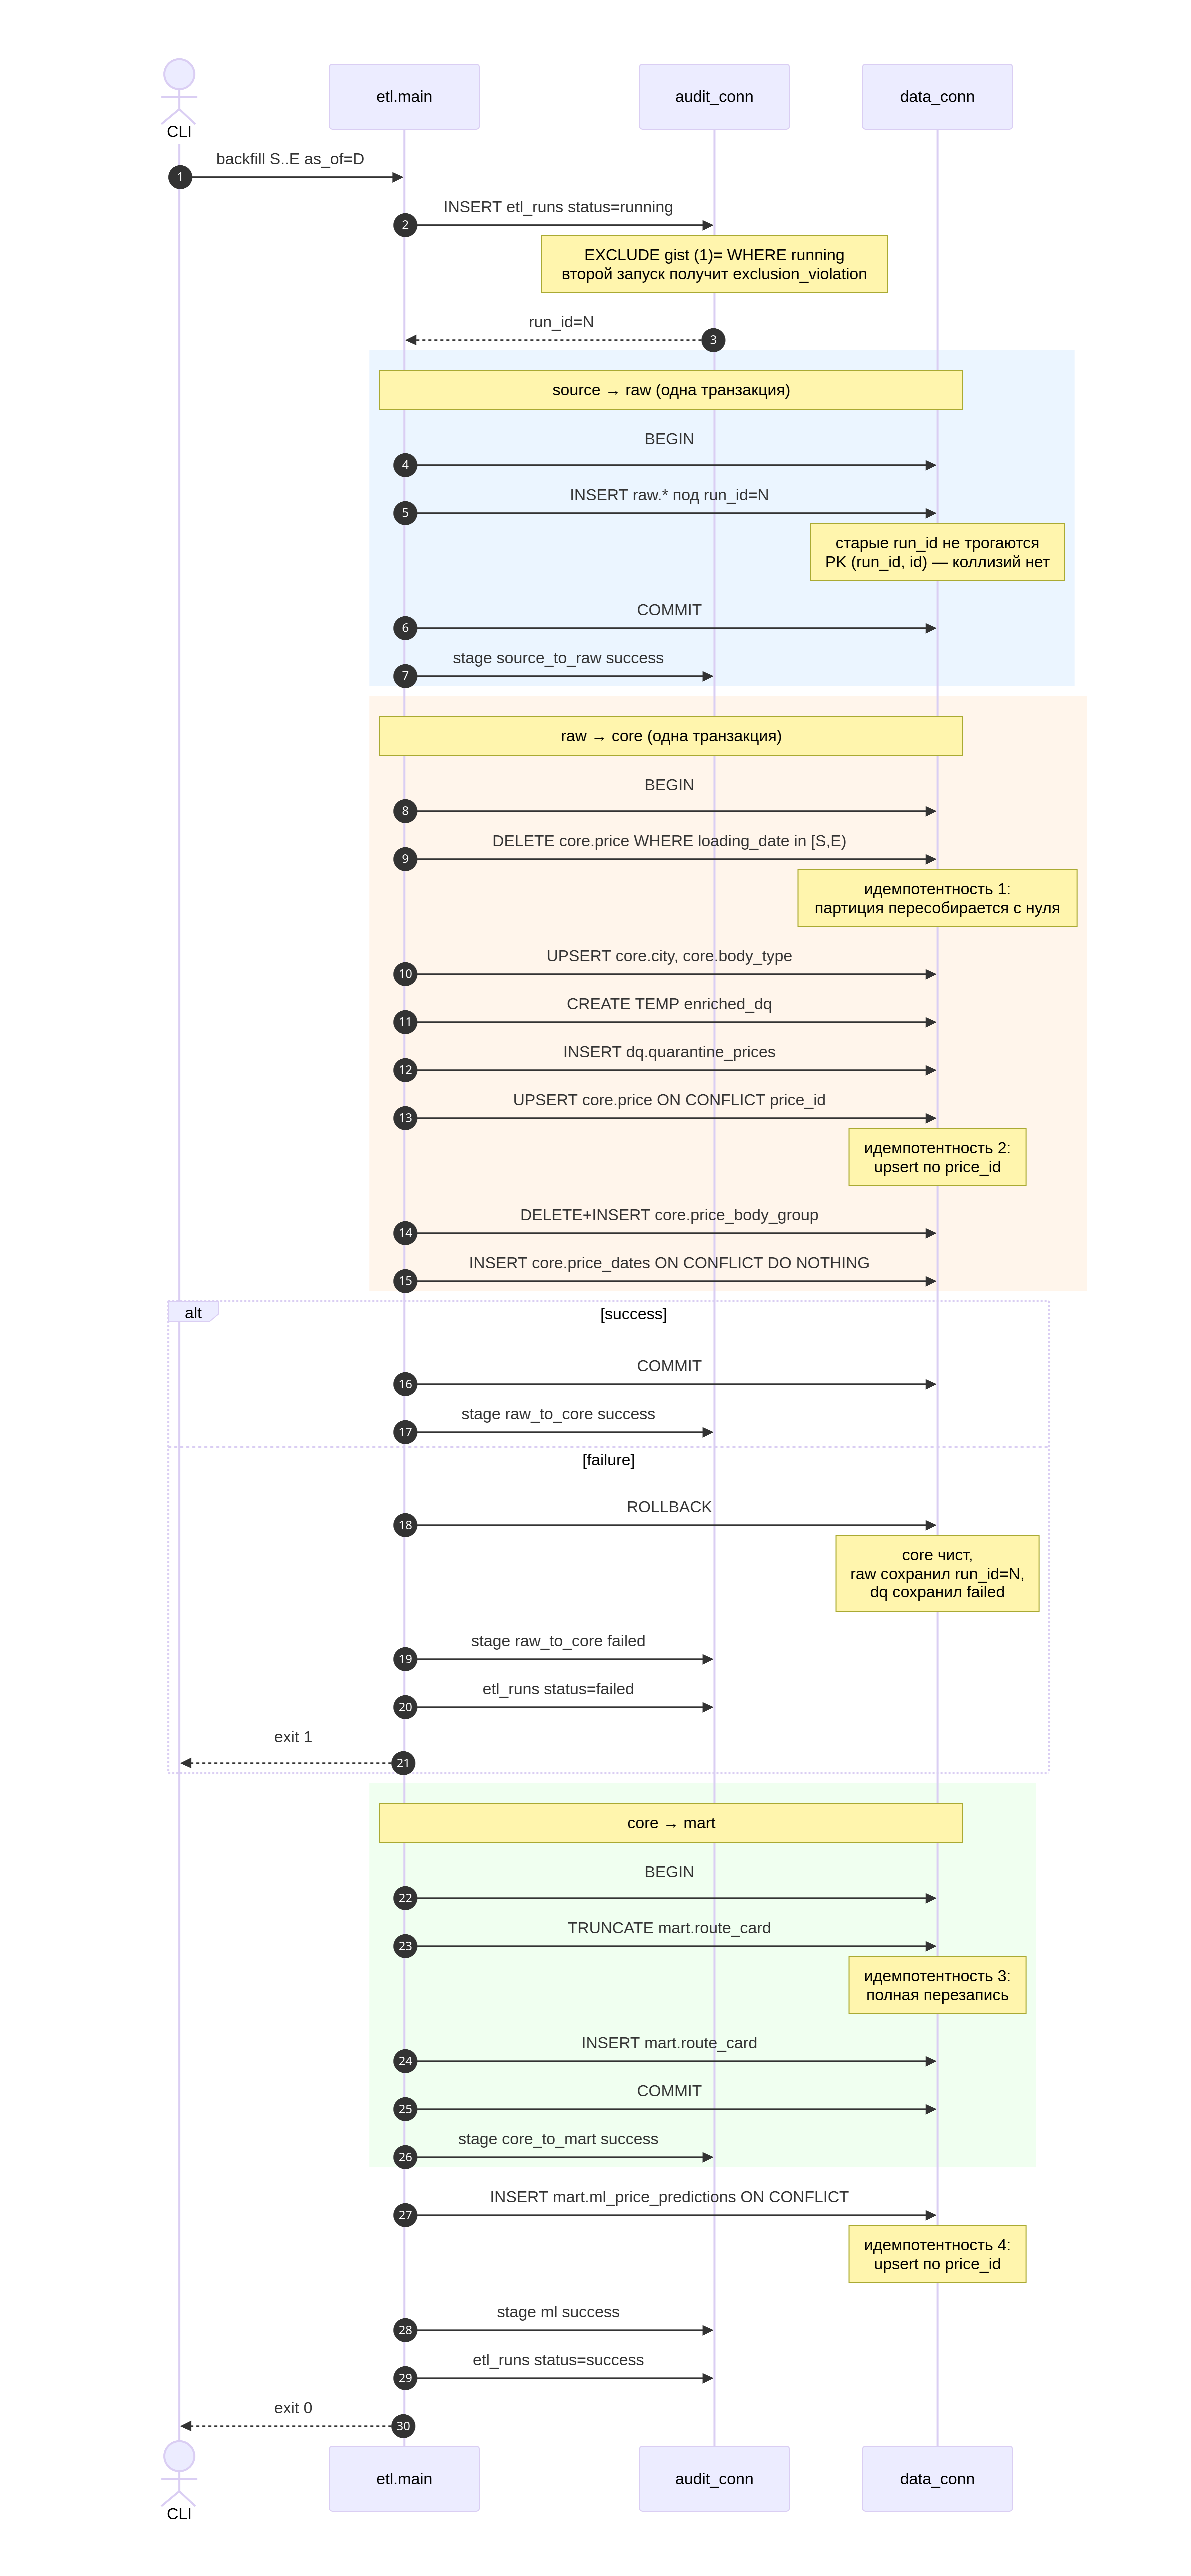 CLI
etl.main
audit_conn
data_conn
backfill S..E as_of=D
1
INSERT etl_runs status=running
2
EXCLUDE gist (1)= WHERE running
второй запуск получит exclusion_violation
run_id=N
3
source → raw (одна транзакция)
BEGIN
4
INSERT raw.* под run_id=N
5
старые run_id не трогаются
PK (run_id, id) — коллизий нет
COMMIT
6
stage source_to_raw success
7
raw → core (одна транзакция)
BEGIN
8
DELETE core.price WHERE loading_date in [S,E)
9
идемпотентность 1:
партиция пересобирается с нуля
UPSERT core.city, core.body_type
10
CREATE TEMP enriched_dq
11
INSERT dq.quarantine_prices
12
UPSERT core.price ON CONFLICT price_id
13
идемпотентность 2:
upsert по price_id
DELETE+INSERT core.price_body_group
14
INSERT core.price_dates ON CONFLICT DO NOTHING
15
alt
[success]
COMMIT
16
stage raw_to_core success
17
[failure]
ROLLBACK
18
core чист,
raw сохранил run_id=N,
dq сохранил failed
stage raw_to_core failed
19
etl_runs status=failed
20
exit 1
21
core → mart
BEGIN
22
TRUNCATE mart.route_card
23
идемпотентность 3:
полная перезапись
INSERT mart.route_card
24
COMMIT
25
stage core_to_mart success
26
INSERT mart.ml_price_predictions ON CONFLICT
27
идемпотентность 4:
upsert по price_id
stage ml success
28
etl_runs status=success
29
exit 0
30
CLI
etl.main
audit_conn
data_conn